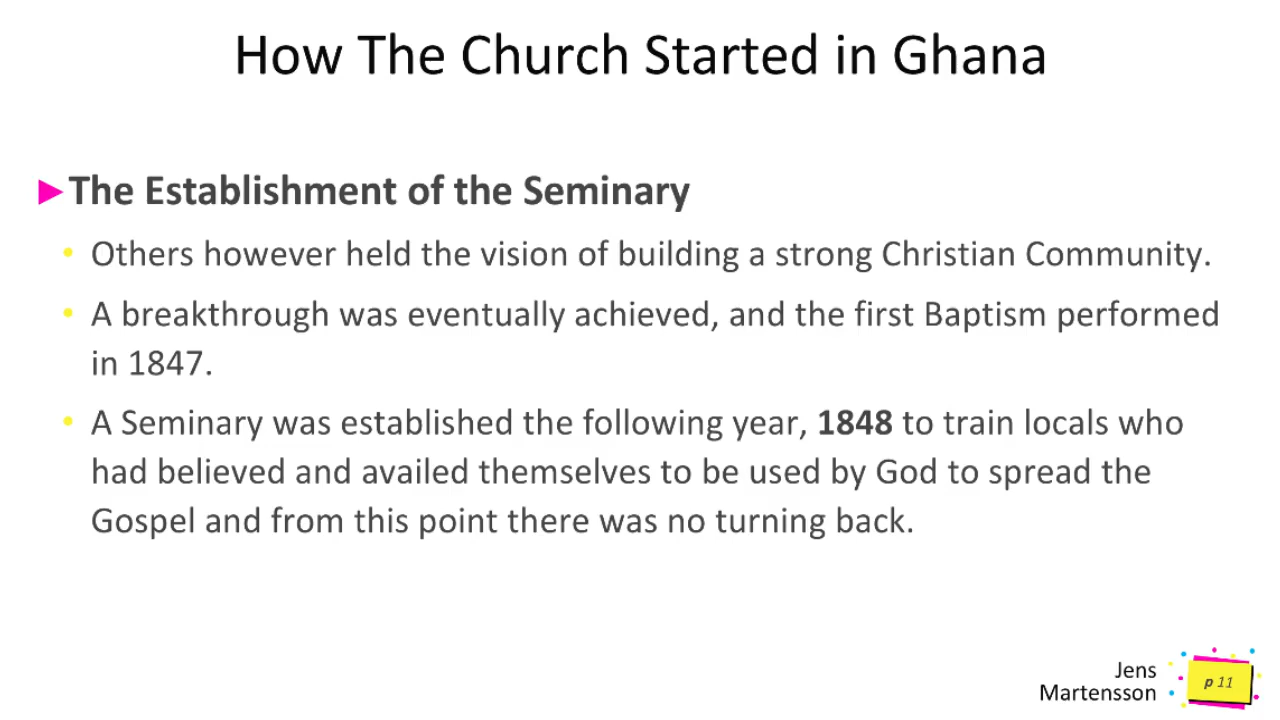 How The Church Started in Ghana
►The Establishment of the Seminary
• Others however held the vision of building a strong Christian Community.
• A breakthrough was eventually achieved, and the first Baptism performed
in 1847.
• A Seminary was established the following year, 1848 to train locals who
had believed and availed themselves to be used by God to spread the
Gospel and from this point there was no turning back.
Jens
Martensson
p 11